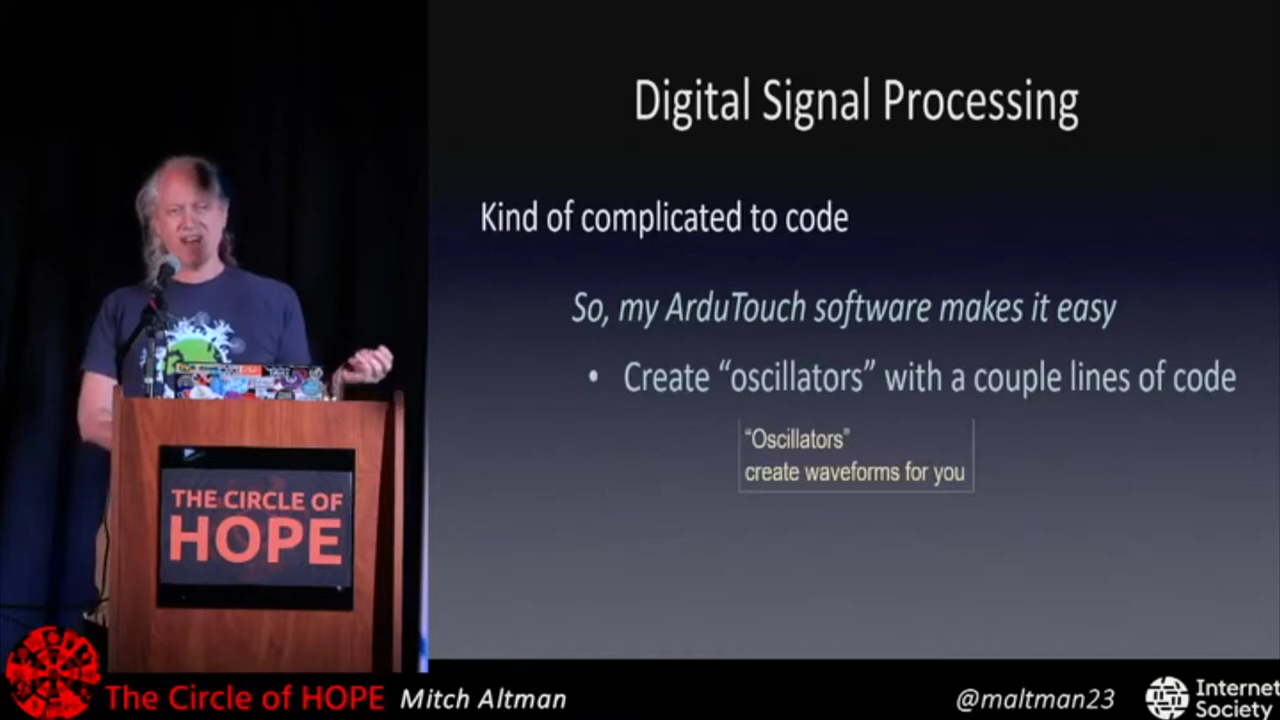 Digital Signal Processing
Kind of complicated to code
So, my ArduTouch software makes it easy
• Create “oscillators” with a couple lines of code
“Oscillators”
create waveforms for you
THE CIRCLE OF
HOPE
The Circle of HOPE
Mitch Altman
@maltman23
Internet
Society